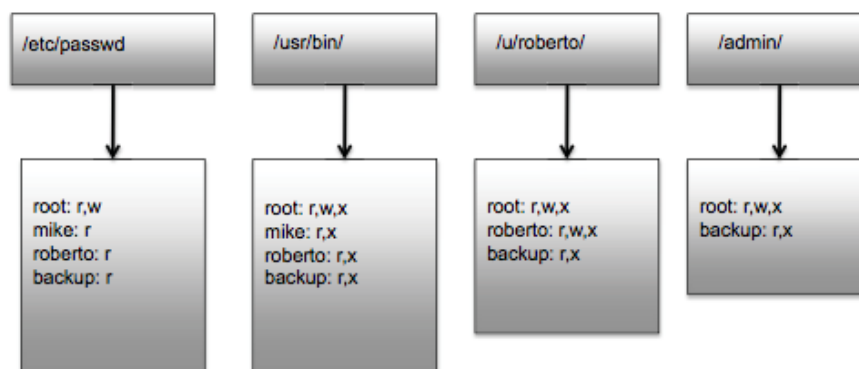 /etc/passwd
/usr/bin/
/u/roberto/
/admin/
root: r,w
mike: r
roberto: r
backup: r
root: r,w,x
mike: r,x
roberto: r,x
backup: r,x
root: r,w,x
roberto: r,w,x
backup: r,x
root: r,w,x
backup: r,x